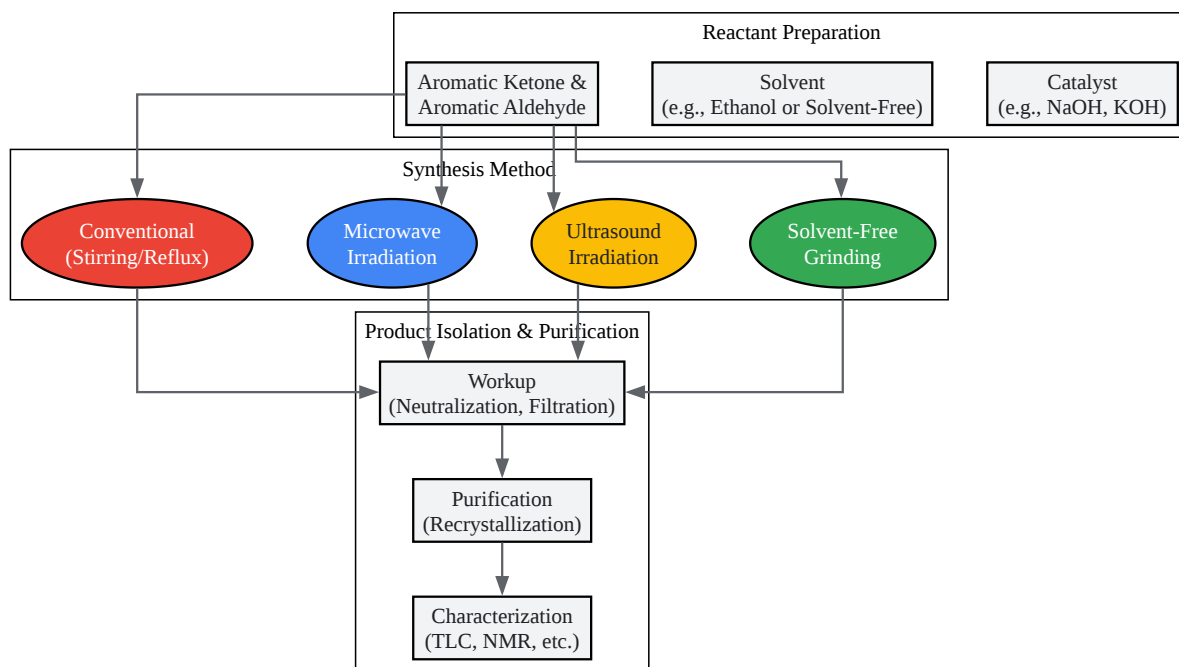 Reactant Preparation
Aromatic Ketone &
Aromatic Aldehyde
Solvent
(e.g., Ethanol or Solvent-Free)
Catalyst
(e.g., NaOH, KOH)
Synthesis Method
Conventional
(Stirring/Reflux)
Microwave
Irradiation
Ultrasound
Irradiation
Solvent-Free
Grinding
Product Isolation & Purification
Workup
(Neutralization, Filtration)
Purification
(Recrystallization)
Characterization
(TLC, NMR, etc.)